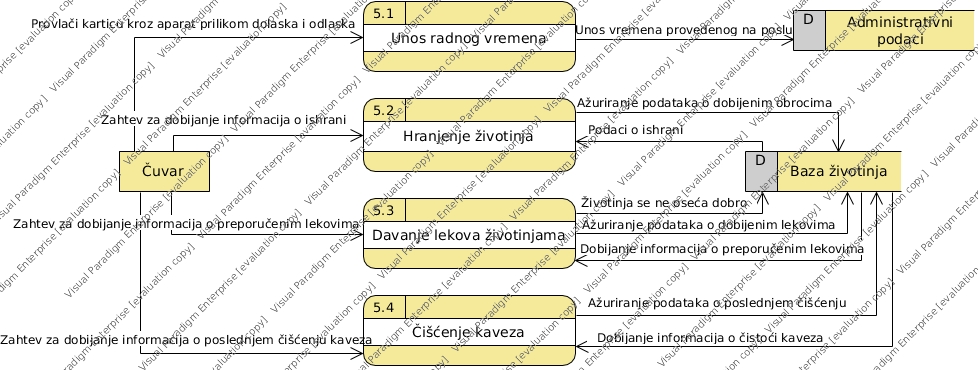 5.1
Provlači karticu kroz aparat prilikom dolaska i odlaska
Unos radnog vremena
Unos vremena provedenog na poslu
D
Administrativni
podaci
5.2
Ažuriranje podataka o dobijenim obrocima
Zahtev za dobijanje informacija o ishrani
Hranjenje životinja
Podaci o ishrani
Čuvar
D
Baza životinja
5.3
Životinja se ne oseća dobro
Zahtev za dobijanje informacija o preporučenim lekovima
Davanje lekova životinjama
Ažuriranje podataka o dobijenim lekovima
Dobijanje informacija o preporučenim lekovima
5.4
Ažuriranje podataka o poslednjem čišćenju
Čišćenje kaveza
Zahtev za dobijanje informacija o poslednjem čišćenju kaveza
Dobijanje informacija o čistoći kaveza
Visual Paradigm Enterprise [evaluation copy]